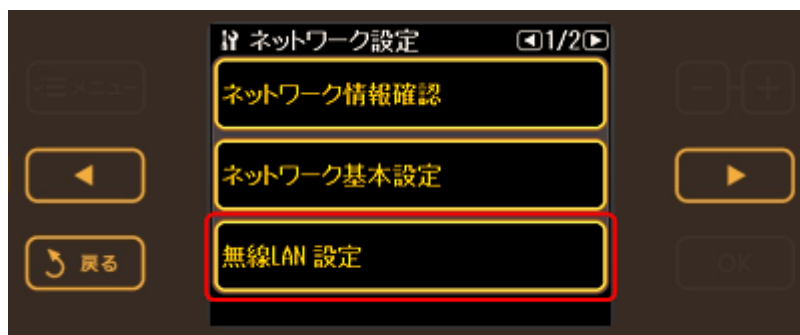 ネットワーク設定
1/2
メニュー
ネットワーク情報確認
ネットワーク基本設定
無線LAN 設定
戻る
OK